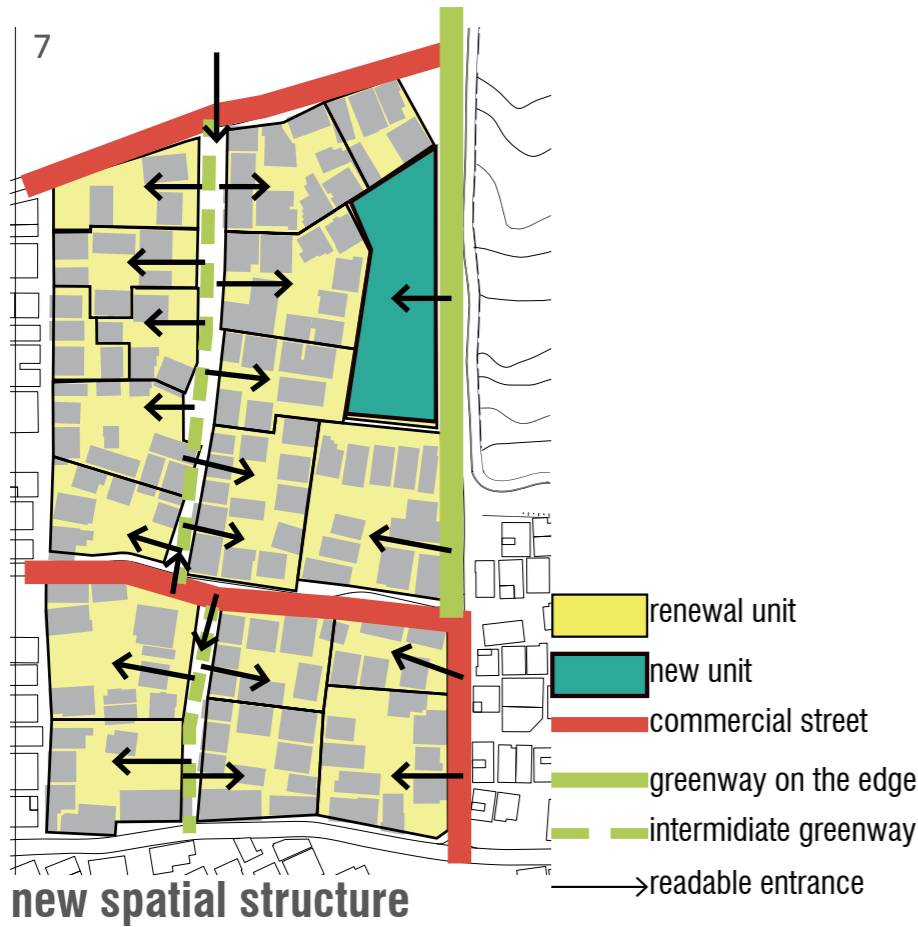 7
renewal unit
new unit
commercial street
greenway on the edge
intermidiate greenway
readable entrance
new spatial structure